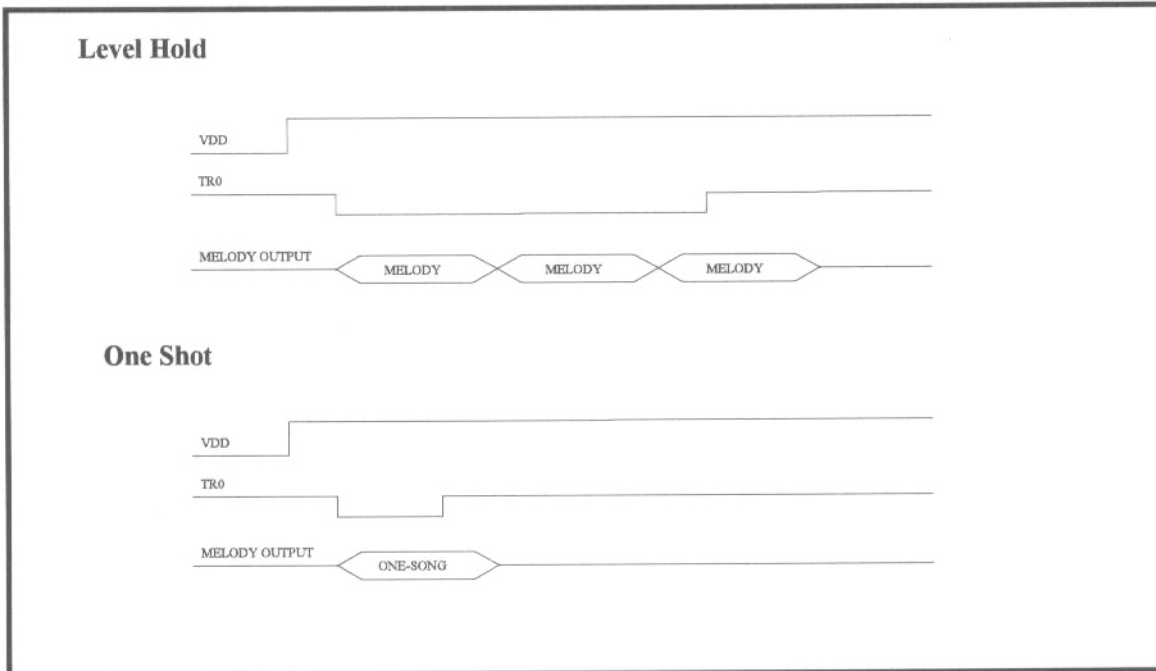 Level Hold
VDD
TR0
MELODY OUTPUT
MELODY MELODY MELODY
One Shot
VDD
TR0
MELODY OUTPUT
ONE-SONG